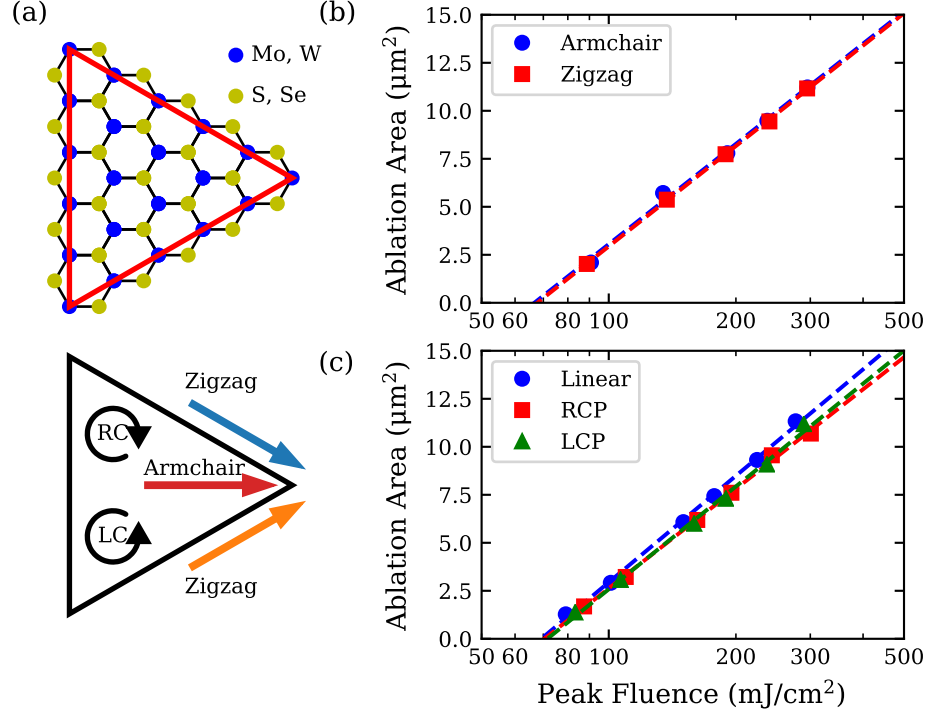 (a)
Mo, W
S, Se
Zigzag
RC
Armchair
LC
Zigzag
(b)
Ablation Area (μm²)
15.0
12.5
10.0
7.5
5.0
2.5
0.0
Armchair
Zigzag
50 60 80 100 200 300 500
(c)
Ablation Area (μm²)
15.0
12.5
10.0
7.5
5.0
2.5
0.0
Linear
RCP
LCP
50 60 80 100 200 300 500
Peak Fluence (mJ/cm²)